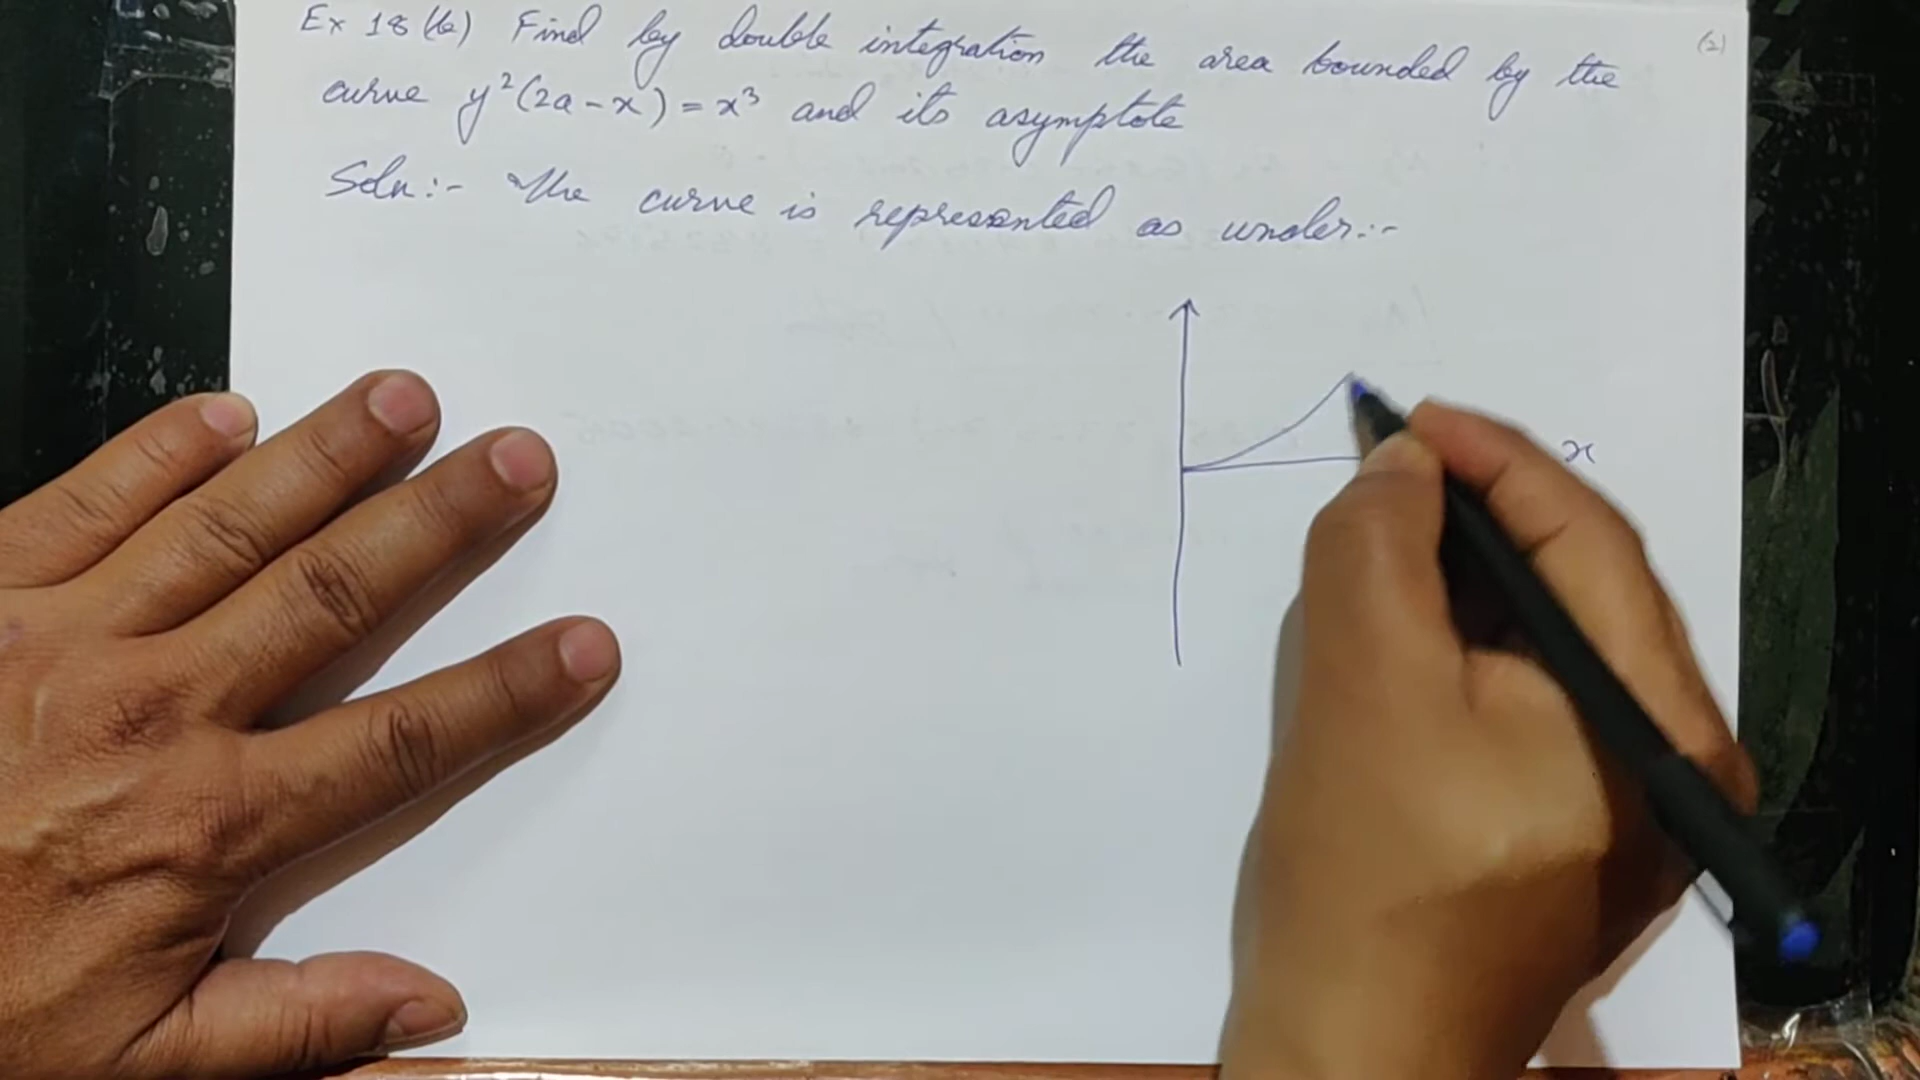 Ex 18(b) Find by double integration the area bounded by the
(2)
curve y²(2a-x)=x³ and its asymptote
Soln:- The curve is represented as under:-
x